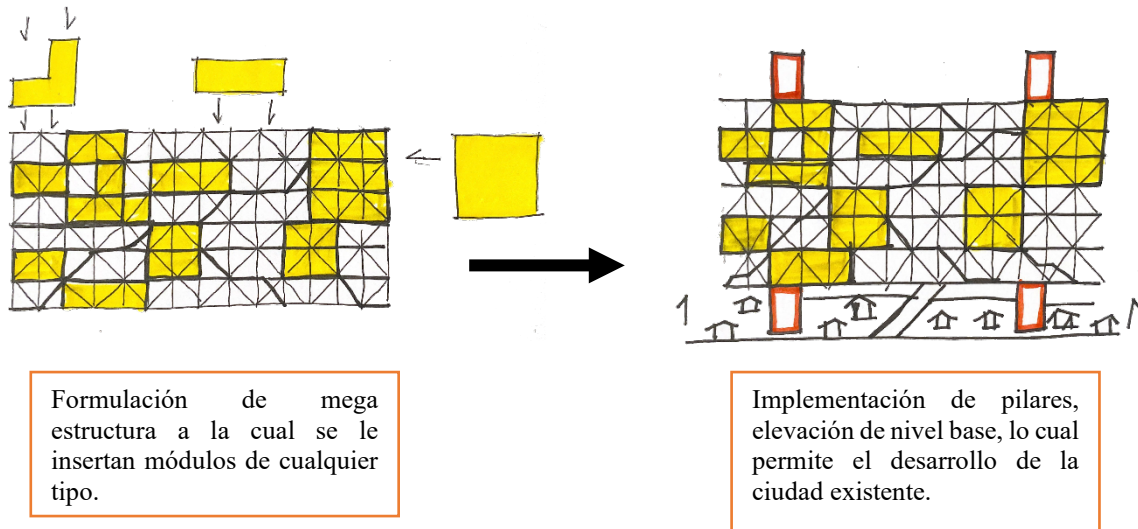 Formulación de mega
estructura a la cual se le
insertan módulos de cualquier
tipo.
Implementación de pilares,
elevación de nivel base, lo cual
permite el desarrollo de la
ciudad existente.